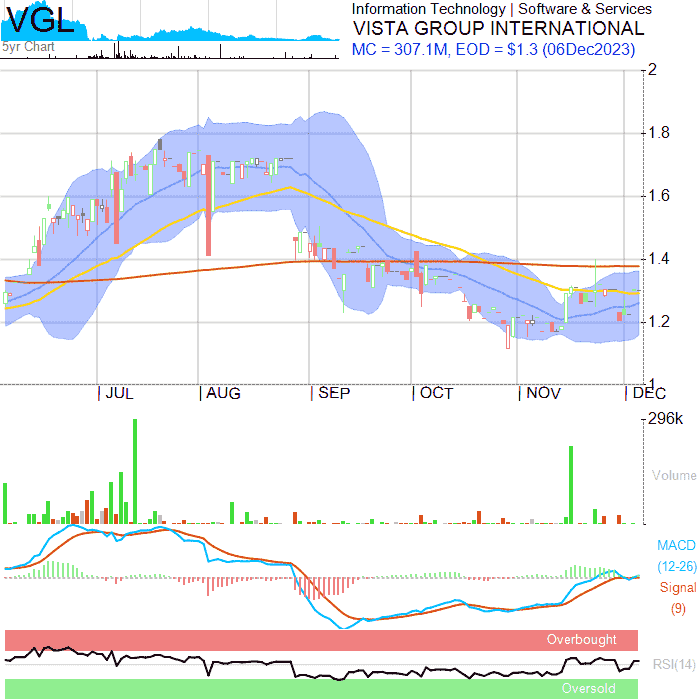 VGL
Information Technology | Software & Services
VISTA GROUP INTERNATIONAL
5yr Chart
MC = 307.1M, EOD = $1.3 (06Dec2023)
2
1.8
1.6
1.4
1.2
1
JUL
AUG
SEP
OCT
NOV
DEC
296k
Volume
MACD
(12-26)
Signal
(9)
Overbought
RSI(14)
Oversold